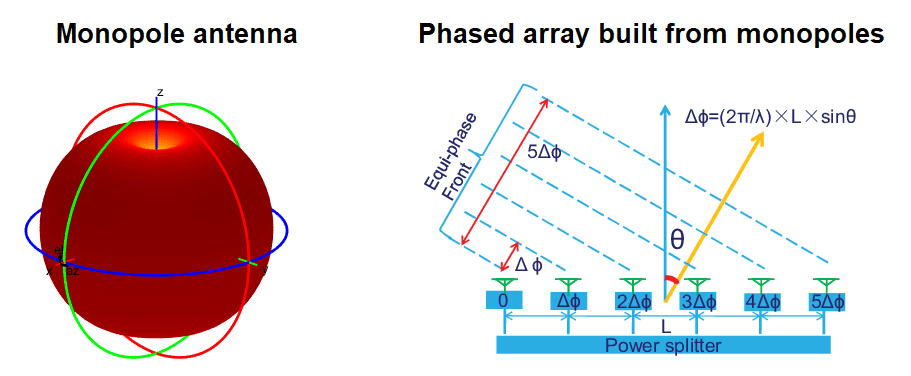 Monopole antenna
Phased array built from monopoles
z
x
az
y
Δϕ=(2π/λ)×L×sinθ
Equi-phase
Front
5Δϕ
Δ ϕ
θ
0
Δϕ
2Δϕ
3Δϕ
4Δϕ
5Δϕ
L
Power splitter